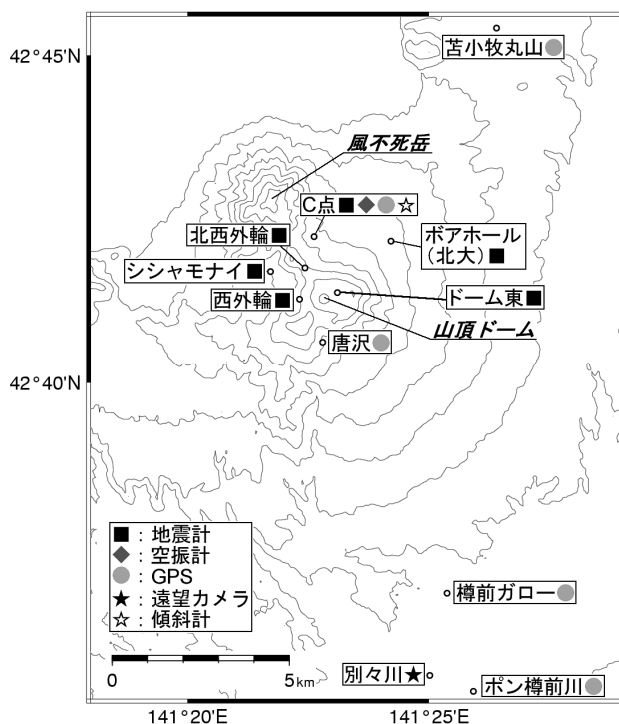 42°45'N
苫小牧丸山
風不死岳
C点
北西外輪
ボアホール
(北大)
シシャモナイ
西外輪
ドーム東
山頂ドーム
唐沢
42°40'N
：地震計
：空振計
：GPS
：遠望カメラ
：傾斜計
樽前ガロー
別々川
ポン樽前川
0 5km
141°20'E 141°25'E